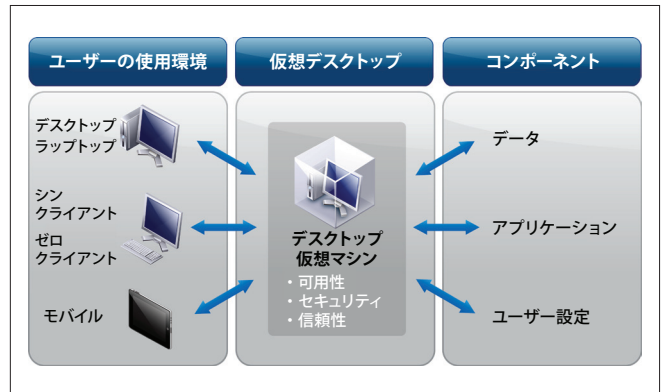 ユーザーの使用環境
仮想デスクトップ
コンポーネント
デスクトップ
ラップトップ
シン
クライアント
ゼロ
クライアント
モバイル
デスクトップ
仮想マシン
・可用性
・セキュリティ
・信頼性
データ
アプリケーション
ユーザー設定